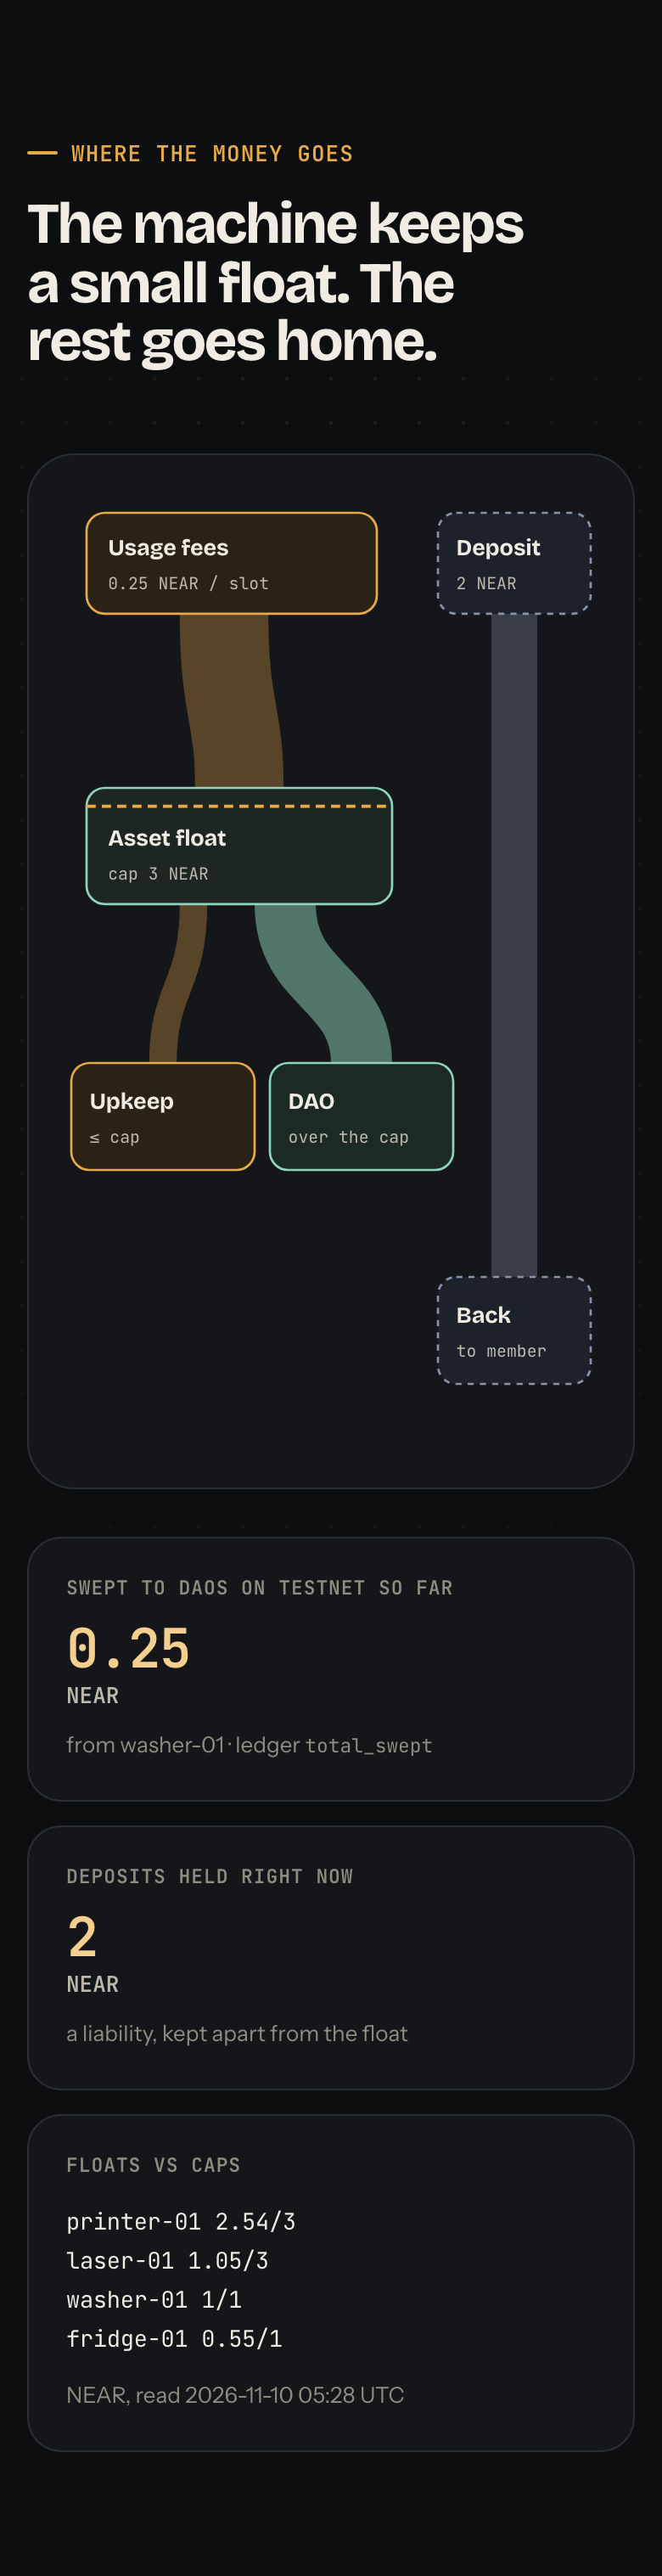 WHERE THE MONEY GOES
The machine keeps
a small float. The
rest goes home.
Usage fees
0.25 NEAR / slot
Deposit
2 NEAR
Asset float
cap 3 NEAR
Upkeep
≤ cap
DAO
over the cap
Back
to member
SWEPT TO DAOS ON TESTNET SO FAR
0.25
NEAR
from washer-01 · ledger total_swept
DEPOSITS HELD RIGHT NOW
2
NEAR
a liability, kept apart from the float
FLOATS VS CAPS
printer-01 2.54/3
laser-01 1.05/3
washer-01 1/1
fridge-01 0.55/1
NEAR, read 2026-11-10 05:28 UTC